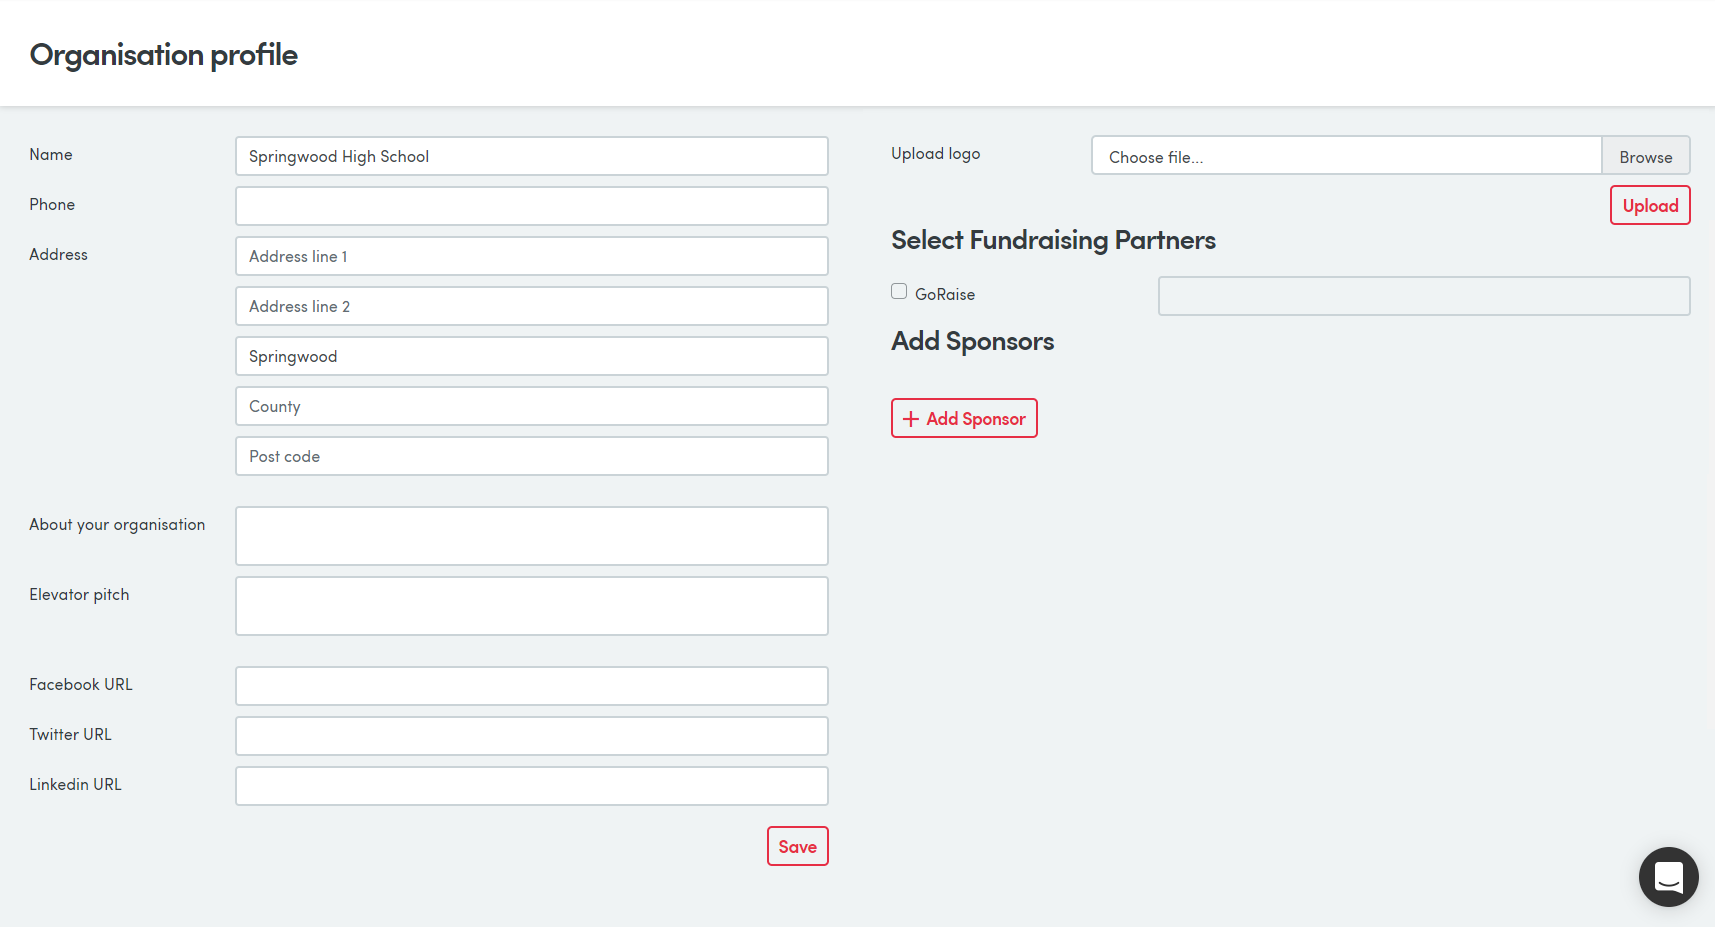 Organisation profile
Name
Springwood High School
Phone
Address
Address line 1
Address line 2
Springwood
County
Post code
About your organisation
Elevator pitch
Facebook URL
Twitter URL
Linkedin URL
Save
Upload logo
Choose file...
Browse
Upload
Select Fundraising Partners
GoRaise
Add Sponsors
Add Sponsor